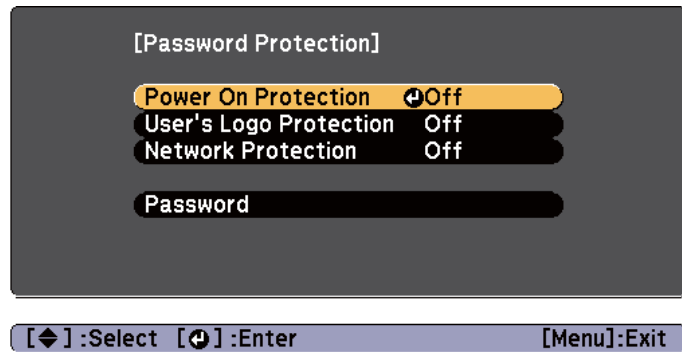 [Password Protection]
Power On Protection Off
User's Logo Protection Off
Network Protection Off
Password
[ ] :Select [ ] :Enter [Menu]:Exit